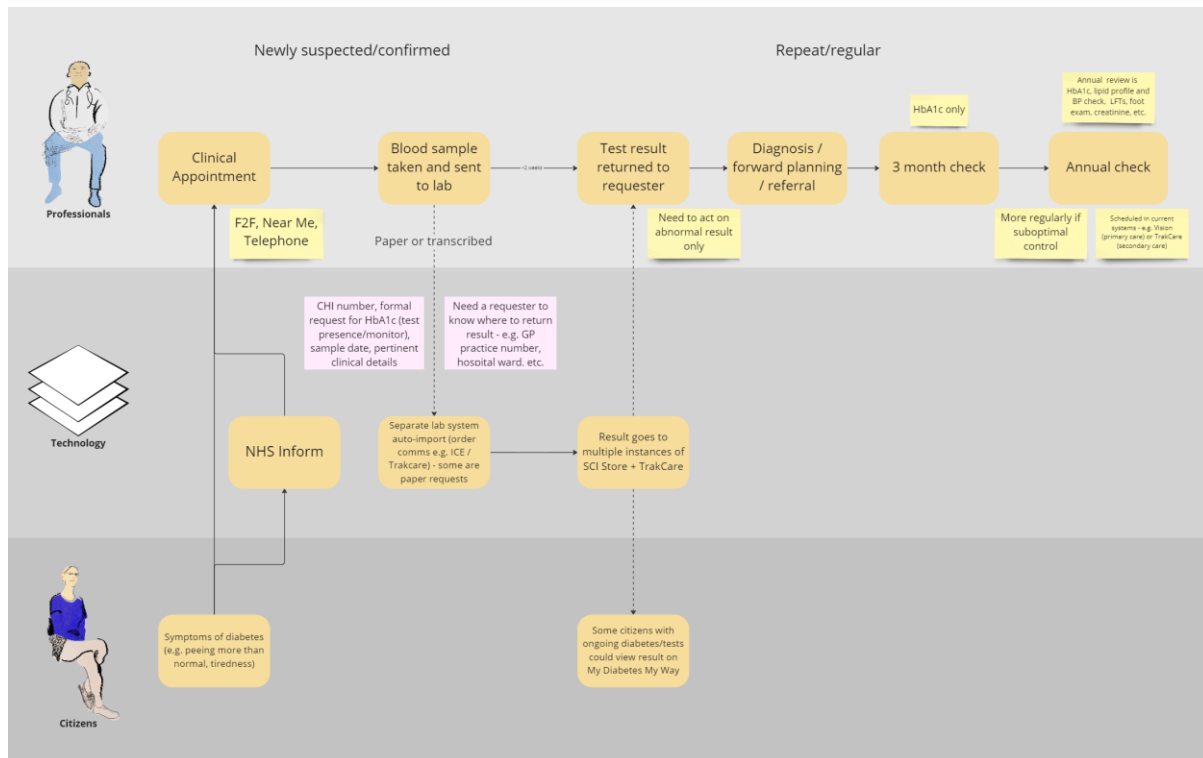 Newly suspected/confirmed
Repeat/regular
Annual review is
HbA1c, lipid profile and
BP check, LFTs, foot
exam, creatinine, etc.
HbA1c only
Clinical
Appointment
Blood sample
taken and sent
to lab
~2 weeks
Test result
returned to
requester
Diagnosis /
forward planning
/ referral
3 month check
Annual check
Professionals
F2F, Near Me,
Telephone
Paper or transcribed
Need to act on
abnormal result
only
More regularly if
suboptimal
control
Scheduled in current
systems - e.g. Vision
(primary care) or TrakCare
(secondary care)
CHI number, formal
request for HbA1c (test
presence/monitor),
sample date, pertinent
clinical details
Need a requester to
know where to return
result - e.g. GP
practice number,
hospital ward. etc.
Technology
NHS Inform
Separate lab system
auto-import (order
comms e.g. ICE /
Trakcare) - some are
paper requests
Result goes to
multiple instances of
SCI Store + TrakCare
Symptoms of diabetes
(e.g. peeing more than
normal, tiredness)
Some citizens with
ongoing diabetes/tests
could view result on
My Diabetes My Way
Citizens